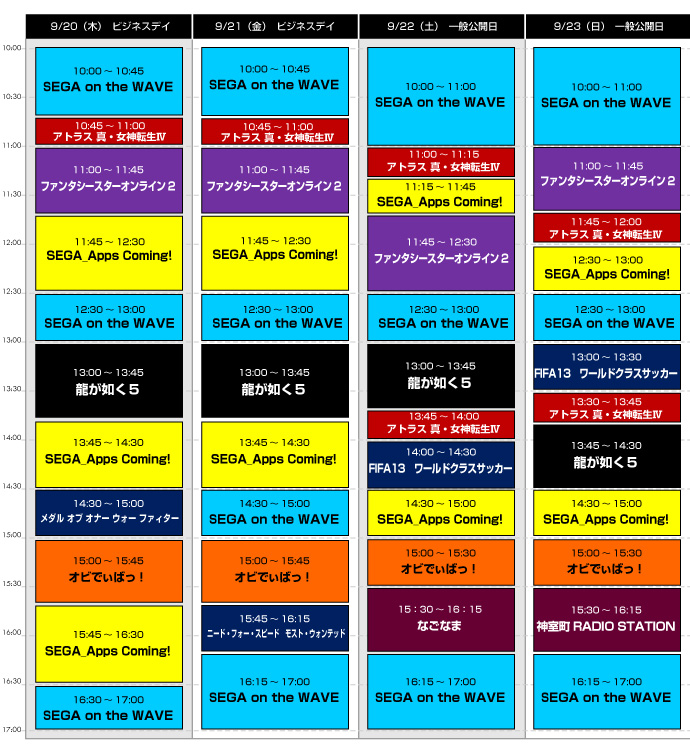 9/20（木） ビジネスデイ
9/21（金） ビジネスデイ
9/22（土） 一般公開日
9/23（日） 一般公開日
10:00
10:30
11:00
11:30
12:00
12:30
13:00
13:30
14:00
14:30
15:00
15:30
16:00
16:30
17:00
10:00～10:45
SEGA on the WAVE
10:45～11:00
アトラス 真・女神転生Ⅳ
11:00～11:45
ファンタシースターオンライン２
11:45～12:30
SEGA_Apps Coming!
12:30～13:00
SEGA on the WAVE
13:00～13:45
龍が如く５
13:45～14:30
SEGA_Apps Coming!
14:30～15:00
メダル オブ オナー ウォー ファイター
15:00～15:45
オビでいばっ！
15:45～16:30
SEGA_Apps Coming!
16:30～17:00
SEGA on the WAVE
10:00～10:45
SEGA on the WAVE
10:45～11:00
アトラス 真・女神転生Ⅳ
11:00～11:45
ファンタシースターオンライン２
11:45～12:30
SEGA_Apps Coming!
12:30～13:00
SEGA on the WAVE
13:00～13:45
龍が如く５
13:45～14:30
SEGA_Apps Coming!
14:30～15:00
SEGA on the WAVE
15:00～15:45
オビでいばっ！
15:45～16:15
ニード・フォー・スピード モスト・ウォンテッド
16:15～17:00
SEGA on the WAVE
10:00～11:00
SEGA on the WAVE
11:00～11:15
アトラス 真・女神転生Ⅳ
11:15～11:45
SEGA_Apps Coming!
11:45～12:30
ファンタシースターオンライン２
12:30～13:00
SEGA on the WAVE
13:00～13:45
龍が如く５
13:45～14:00
アトラス 真・女神転生Ⅳ
14:00～14:30
FIFA13 ワールドクラスサッカー
14:30～15:00
SEGA_Apps Coming!
15:00～15:30
オビでいばっ！
15：30～16：15
なごなま
16:15～17:00
SEGA on the WAVE
10:00～11:00
SEGA on the WAVE
11:00～11:45
ファンタシースターオンライン２
11:45～12:00
アトラス 真・女神転生Ⅳ
12:30～13:00
SEGA_Apps Coming!
12:30～13:00
SEGA on the WAVE
13:00～13:30
FIFA13 ワールドクラスサッカー
13:30～13:45
アトラス 真・女神転生Ⅳ
13:45～14:30
龍が如く５
14:30～15:00
SEGA_Apps Coming!
15:00～15:30
オビでいばっ！
15:30～16:15
神室町 RADIO STATION
16:15～17:00
SEGA on the WAVE